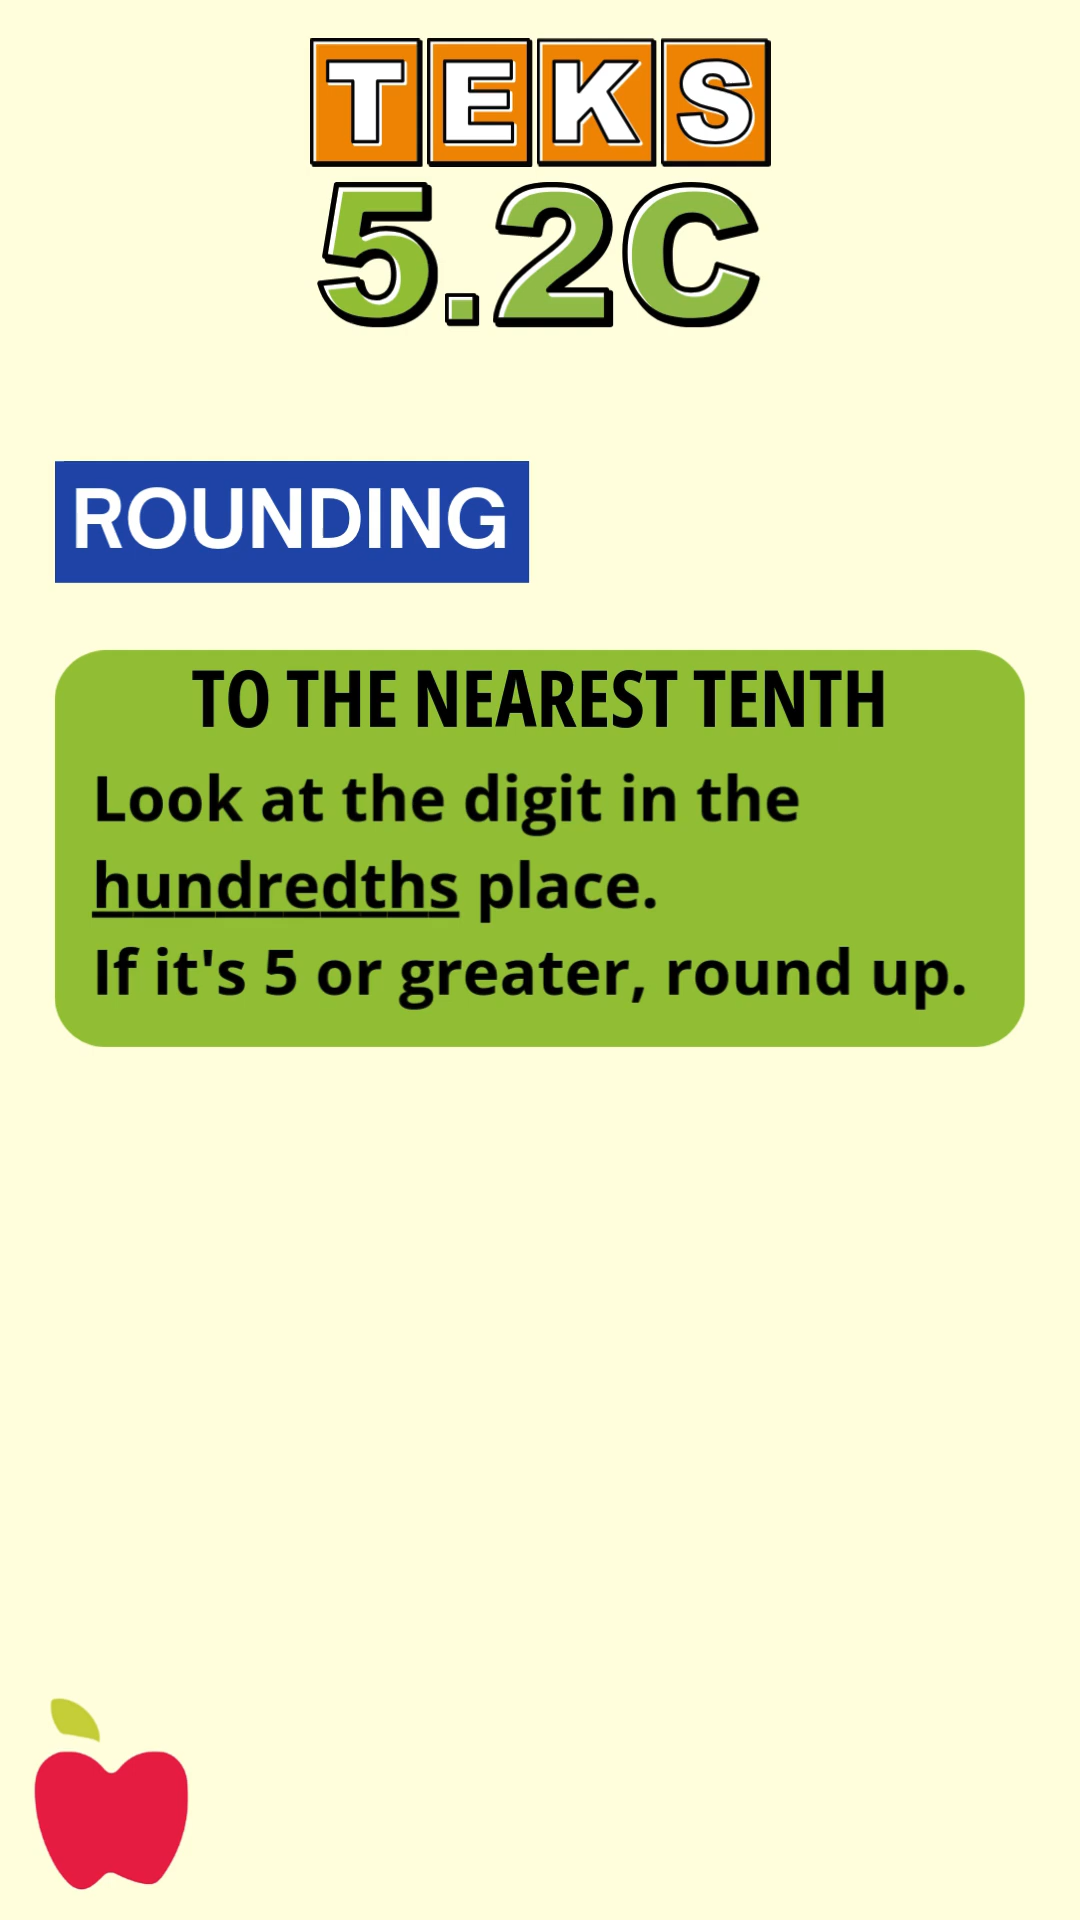 TEKS
5.2C
ROUNDING
TO THE NEAREST TENTH
Look at the digit in the
hundredths place.
If it's 5 or greater, round up.